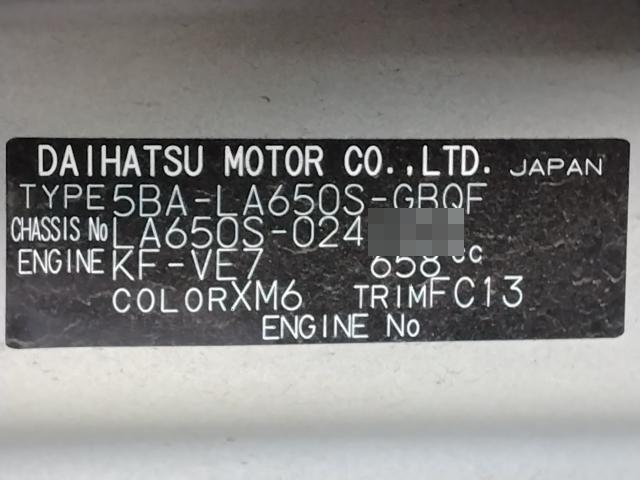 DAIHATSU MOTOR CO.,LTD. JAPAN
TYPE 5BA-LA650S-GBQF
CHASSIS No LA650S-024
ENGINE KF-VE7 658 cc
COLOR XM6 TRIM FC13
ENGINE No